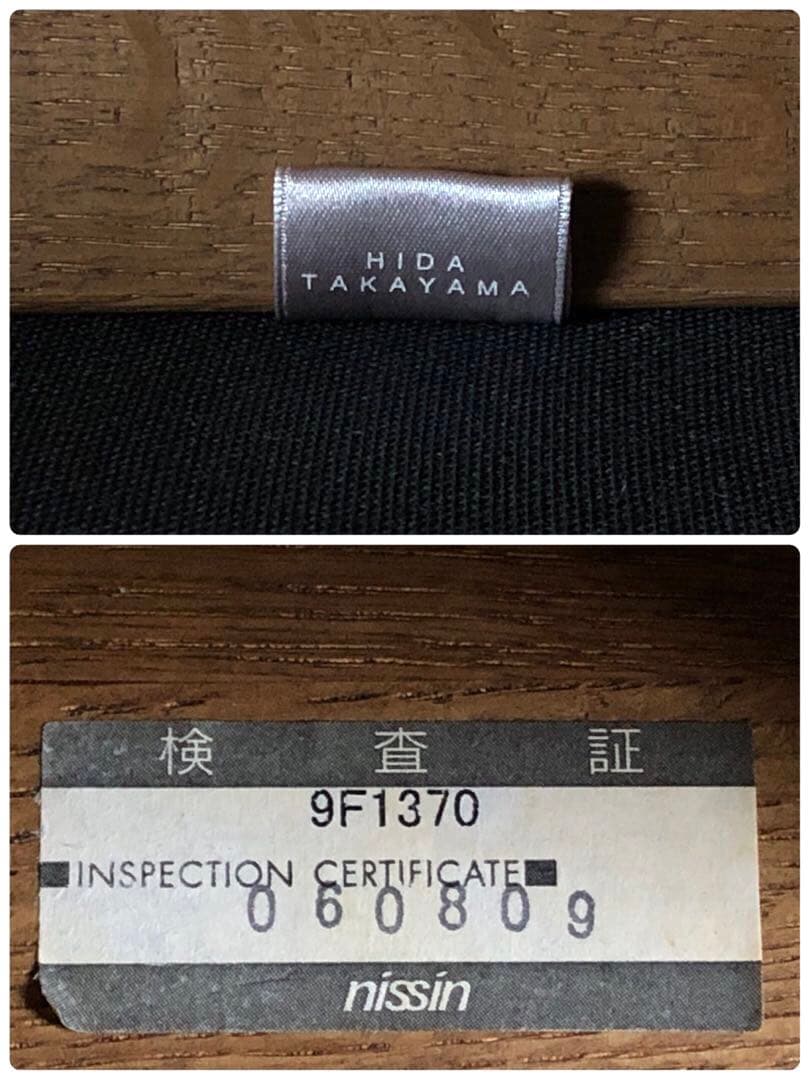 HIDA
TAKAYAMA
検 査 証
9F1370
■INSPECTION CERTIFICATE■
060809
nissin